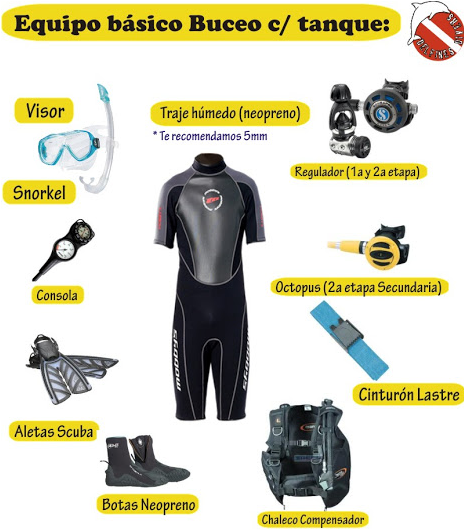 Equipo básico Buceo c/ tanque:
DELFINES
Visor
Traje húmedo (neopreno)
* Te recomendamos 5mm
Regulador (1a y 2a etapa)
Snorkel
Consola
Octopus (2a etapa Secundaria)
Cinturón Lastre
Aletas Scuba
Botas Neopreno
Chaleco Compensador